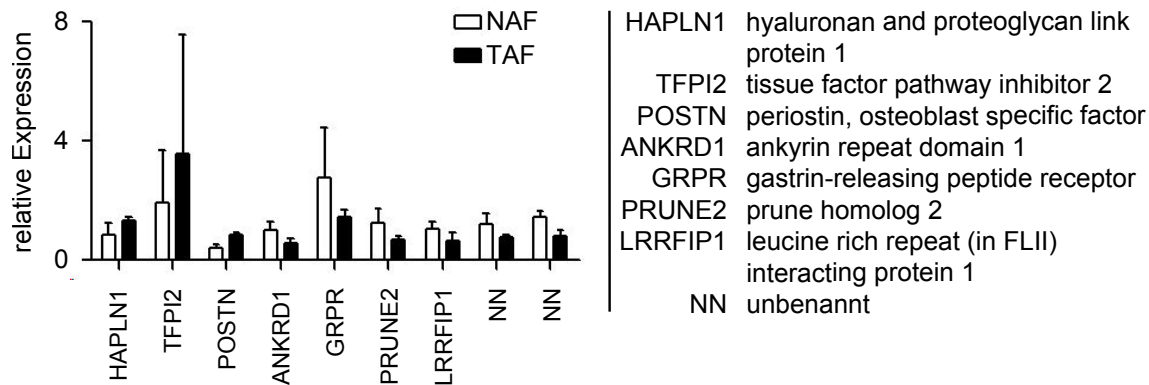 8
4
0
relative Expression
NAF
TAF
HAPLN1
TFPI2
POSTN
ANKRD1
GRPR
PRUNE2
LRRFIP1
NN
NN
HAPLN1 hyaluronan and proteoglycan link
protein 1
TFPI2 tissue factor pathway inhibitor 2
POSTN periostin, osteoblast specific factor
ANKRD1 ankyrin repeat domain 1
GRPR gastrin-releasing peptide receptor
PRUNE2 prune homolog 2
LRRFIP1 leucine rich repeat (in FLII)
interacting protein 1
NN unbenannt